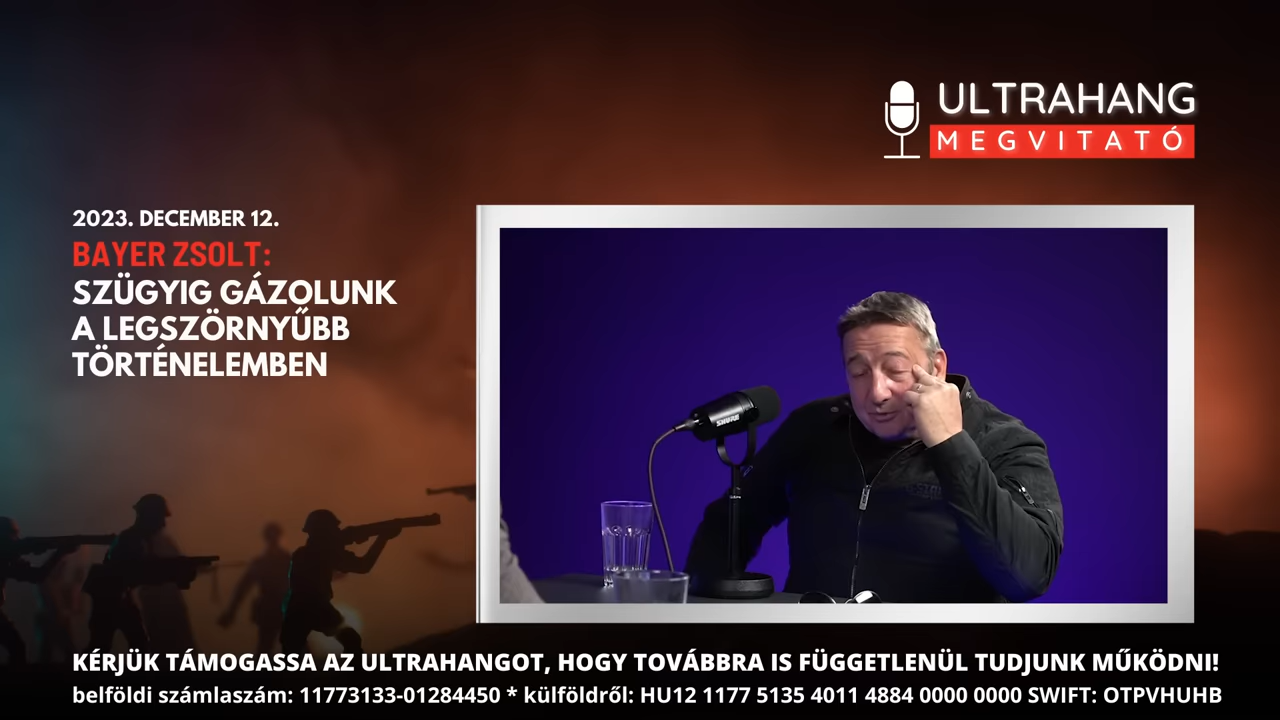 ULTRAHANG
MEGVITATÓ
2023. DECEMBER 12.
BAYER ZSOLT:
SZÜGYIG GÁZOLUNK
A LEGSZÖRNYŰBB
TÖRTÉNELEMBEN
SHURE
KÉRJÜK TÁMOGASSA AZ ULTRAHANGOT, HOGY TOVÁBBRA IS FÜGGETLENÜL TUDJUNK MŰKÖDNI!
belföldi számlaszám: 11773133-01284450 * külföldről: HU12 1177 5135 4011 4884 0000 0000 SWIFT: OTPVHUHB